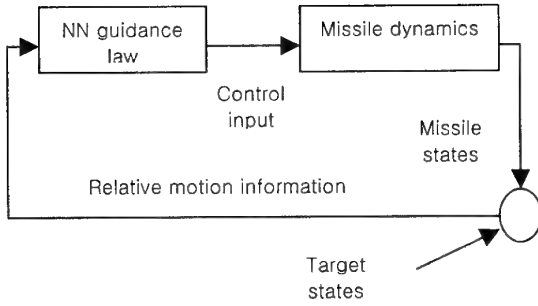 NN guidance
law
Missile dynamics
Control
input
Missile
states
Relative motion information
Target
states